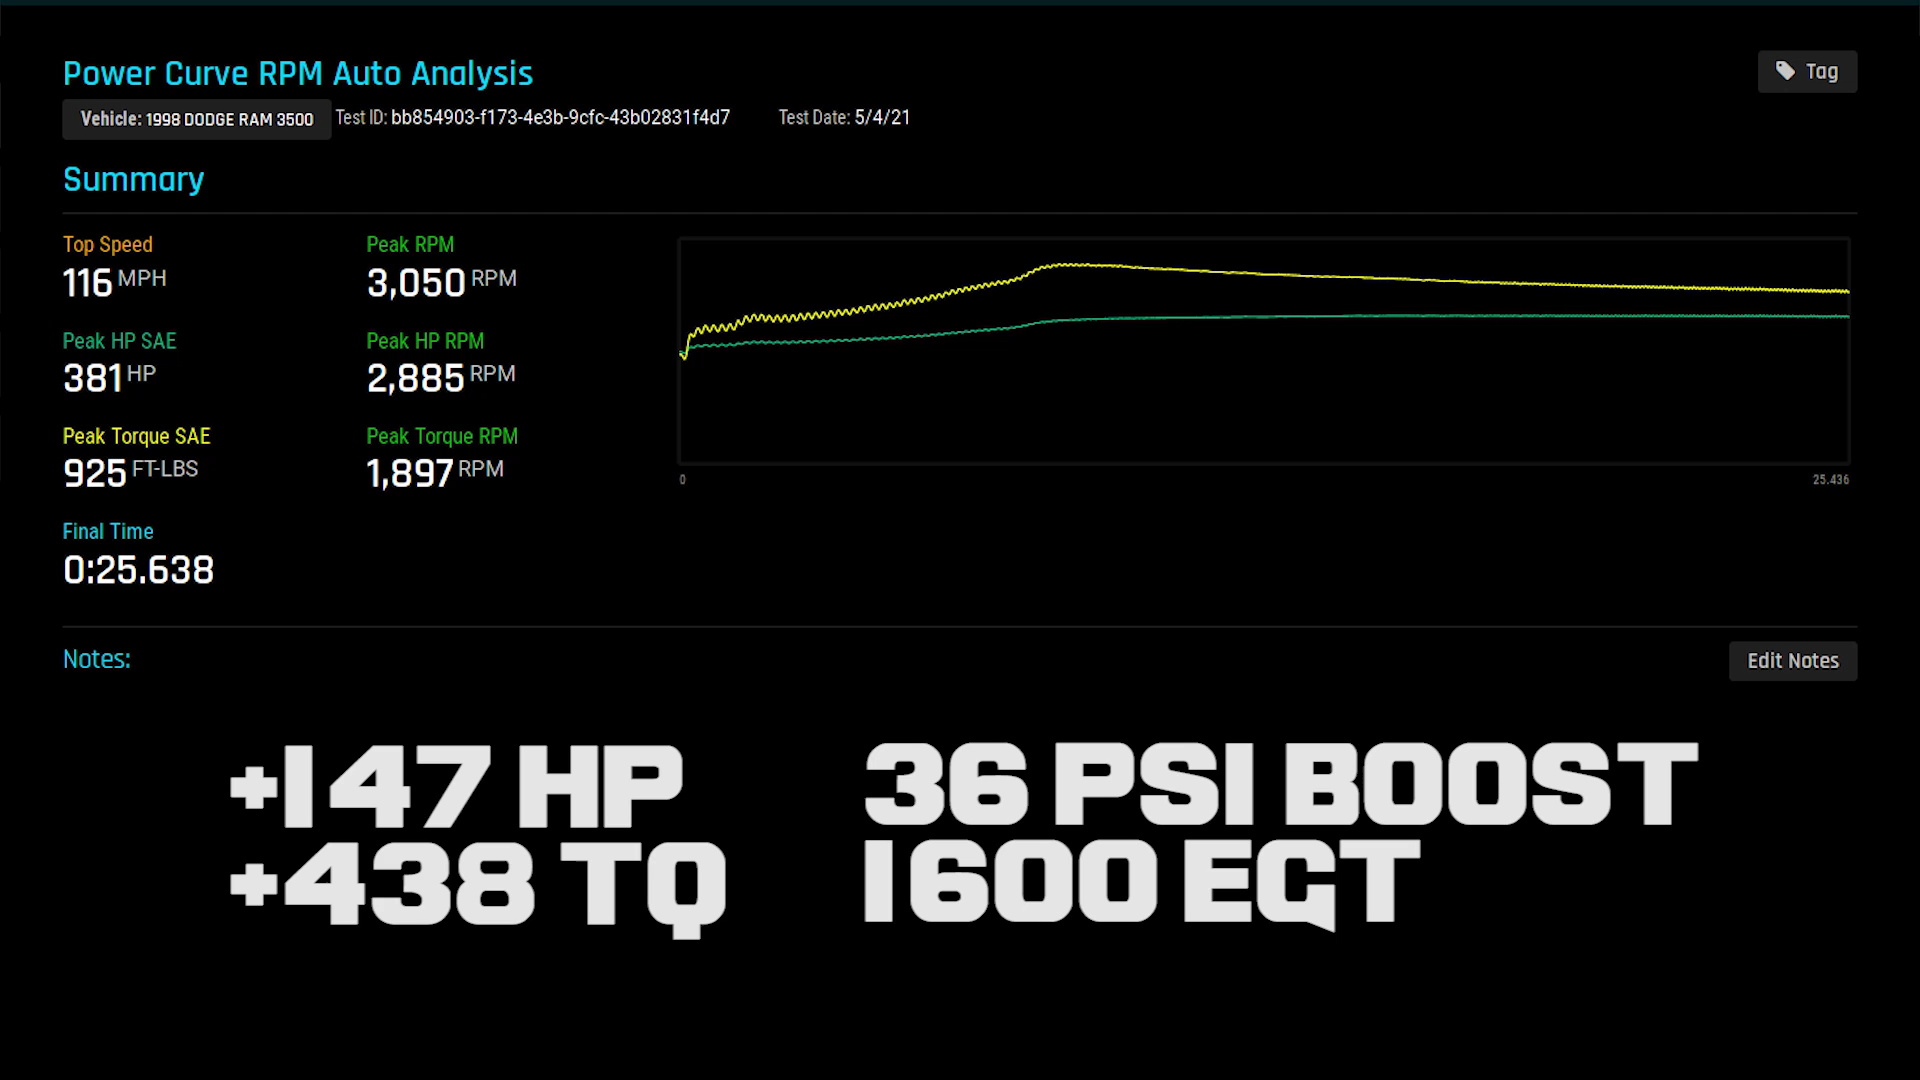 Power Curve RPM Auto Analysis
Tag
Vehicle: 1998 DODGE RAM 3500 Test ID: bb854903-f173-4e3b-9cfc-43b02831f4d7 Test Date: 5/4/21
Summary
Top Speed
116 MPH
Peak RPM
3,050 RPM
Peak HP SAE
381 HP
Peak HP RPM
2,885 RPM
Peak Torque SAE
925 FT-LBS
Peak Torque RPM
1,897 RPM
Final Time
0:25.638
0
25.436
Notes:
Edit Notes
+147 HP
+438 TQ
36 PSI BOOST
1600 EGT